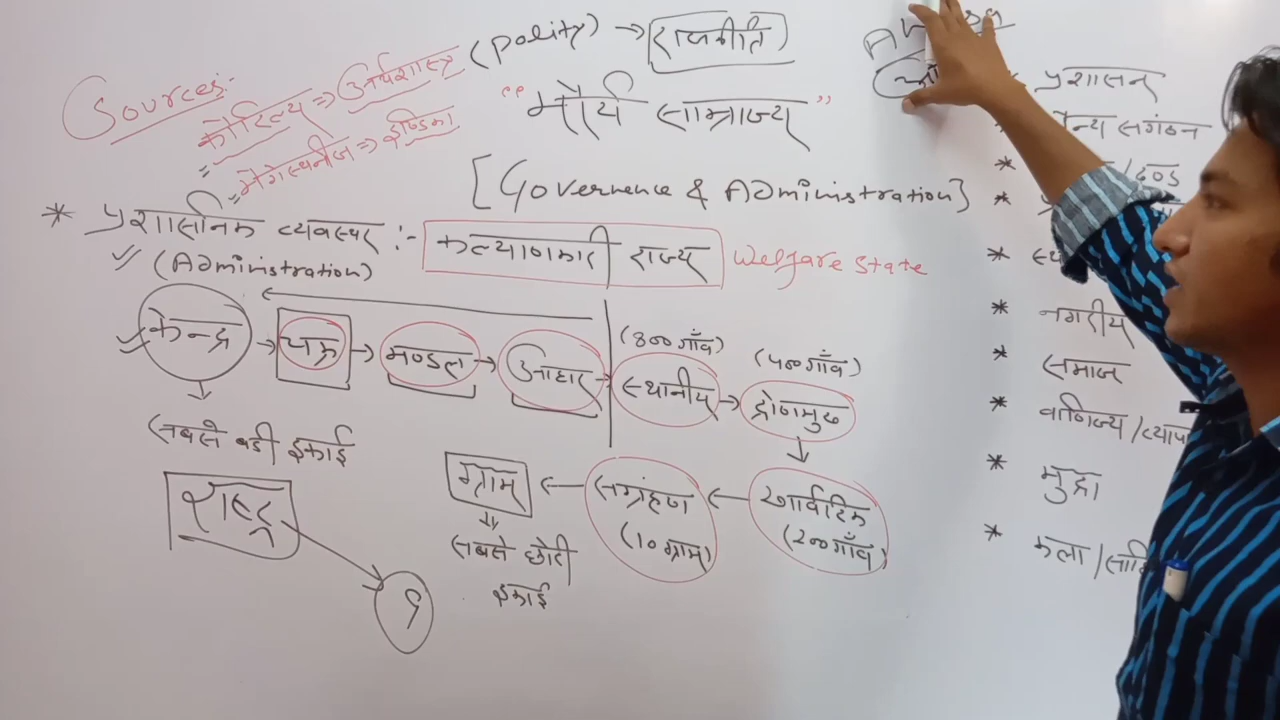 (Polity) → राजनीति
Sources:-
कौटिल्य ⇒ अर्थशास्त्र
मेगस्थनीज ⇒ इण्डिका
" मौर्य साम्राज्य "
[Governence & Administration]
* प्रशासनिक व्यवस्था :- कल्याणकारी राज्य Welfare State
(Administration)
केन्द्र → चक्र → मण्डल → आहार → स्थानीय → द्रोणमुख
(800 गाँव)
(400 गाँव)
सबसे बडी इकाई
राष्ट्र
ग्राम ← संग्रहण ← खार्वटिक
(10 ग्राम)
(200 गाँव)
सबसे छोटी
इकाई
प्रशासन
सैन्य संगठन
* /दण्ड
*
*
* नगरीय
* समाज
* वाणिज्य/व्यापा
* मुद्रा
* कला/